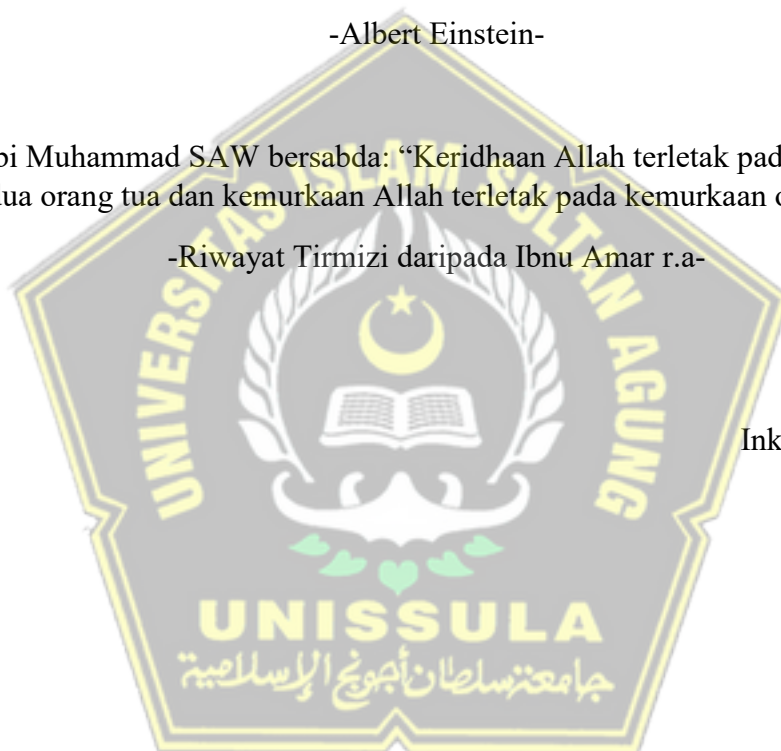 -Albert Einstein-
bi Muhammad SAW bersabda: “Keridhaan Allah terletak pad
dua orang tua dan kemurkaan Allah terletak pada kemurkaan o
-Riwayat Tirmizi daripada Ibnu Amar r.a-
Ink
UNIVERSITAS ISLAM SULTAN AGUNG
UNISSULA
جامعة سلطان أجونج الإسلامية